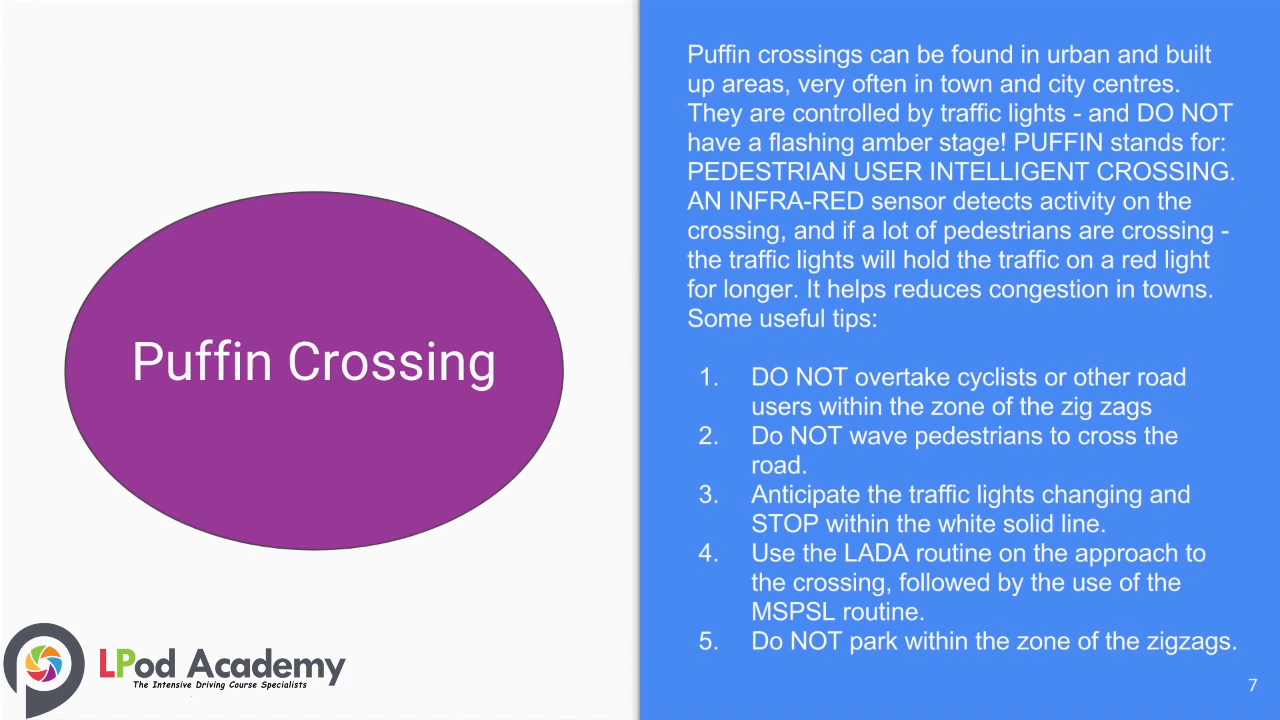 Puffin Crossing
LPod Academy
The Intensive Driving Course Specialists
Puffin crossings can be found in urban and built
up areas, very often in town and city centres.
They are controlled by traffic lights - and DO NOT
have a flashing amber stage! PUFFIN stands for:
PEDESTRIAN USER INTELLIGENT CROSSING.
AN INFRA-RED sensor detects activity on the
crossing, and if a lot of pedestrians are crossing -
the traffic lights will hold the traffic on a red light
for longer. It helps reduces congestion in towns.
Some useful tips:
1. DO NOT overtake cyclists or other road
users within the zone of the zig zags
2. Do NOT wave pedestrians to cross the
road.
3. Anticipate the traffic lights changing and
STOP within the white solid line.
4. Use the LADA routine on the approach to
the crossing, followed by the use of the
MSPSL routine.
5. Do NOT park within the zone of the zigzags.
7